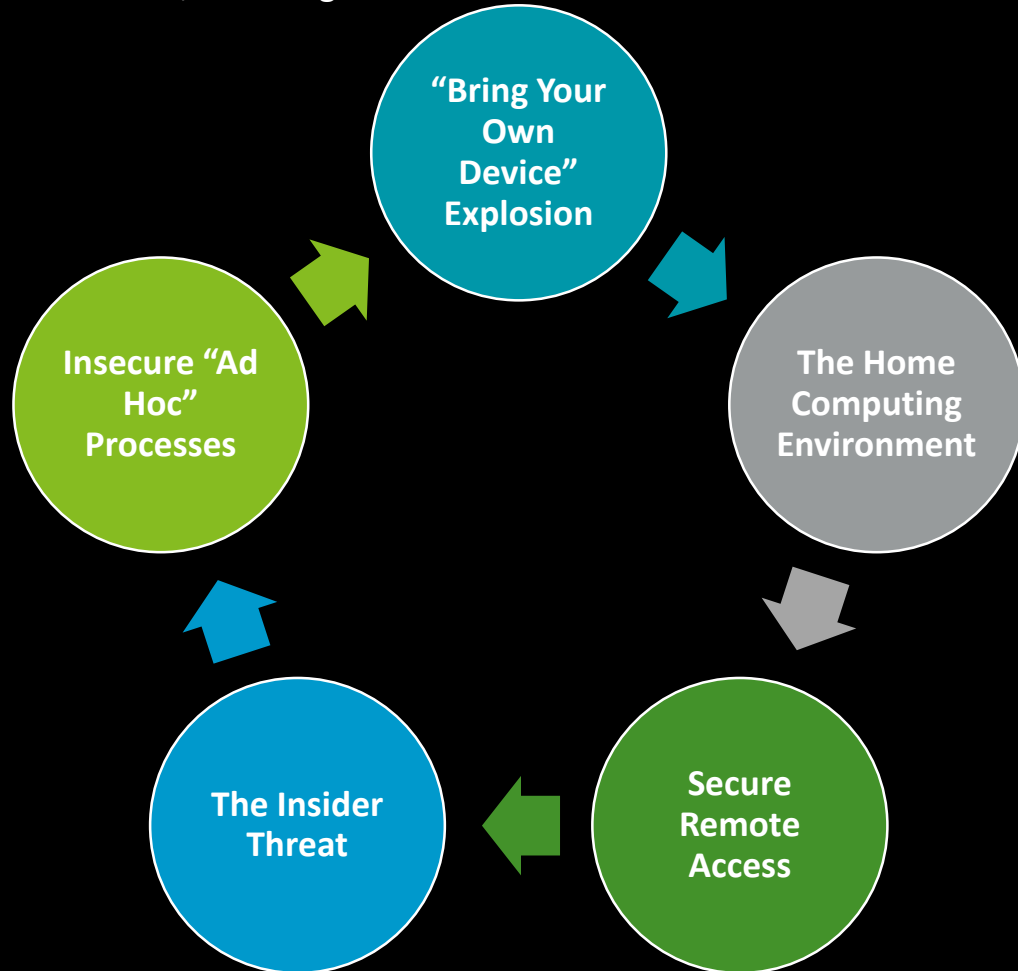 “Bring Your
Own
Device”
Explosion
The Home
Computing
Environment
Secure
Remote
Access
The Insider
Threat
Insecure “Ad
Hoc”
Processes